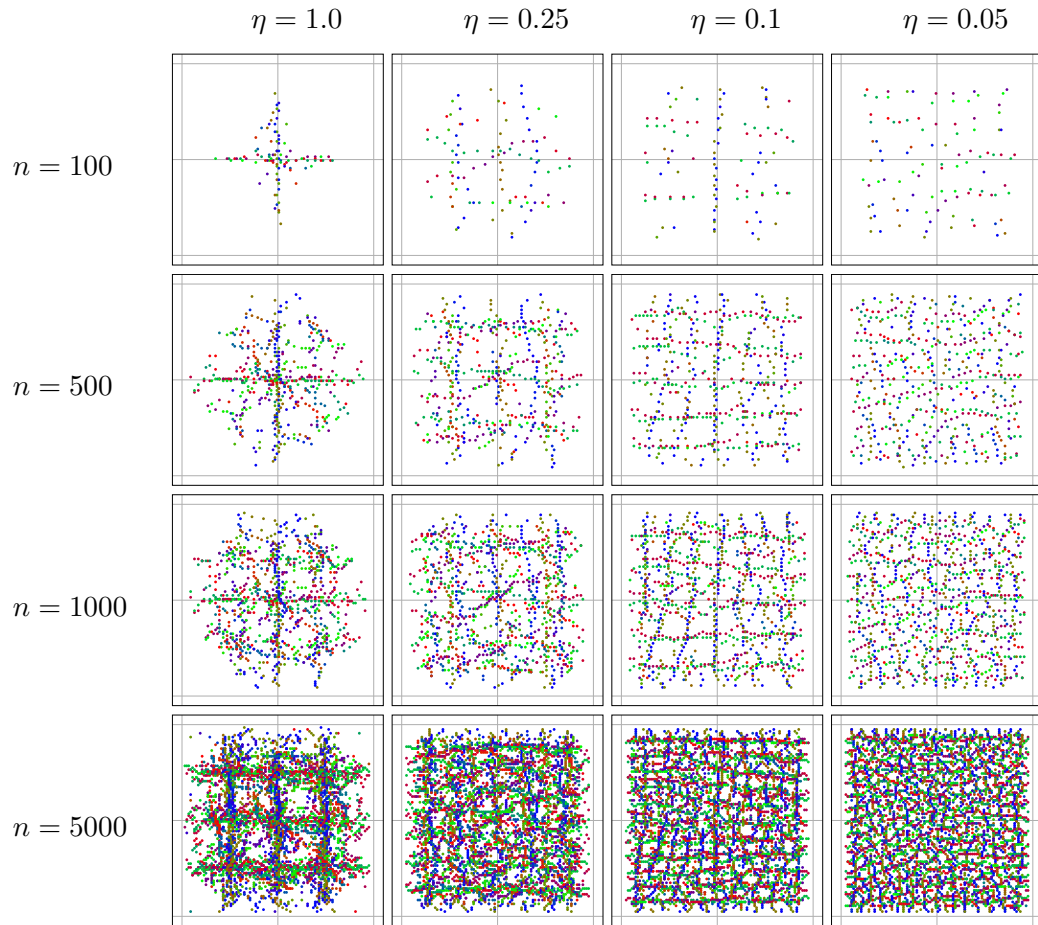 η = 1.0 η = 0.25 η = 0.1 η = 0.05
n = 100
n = 500
n = 1000
n = 5000